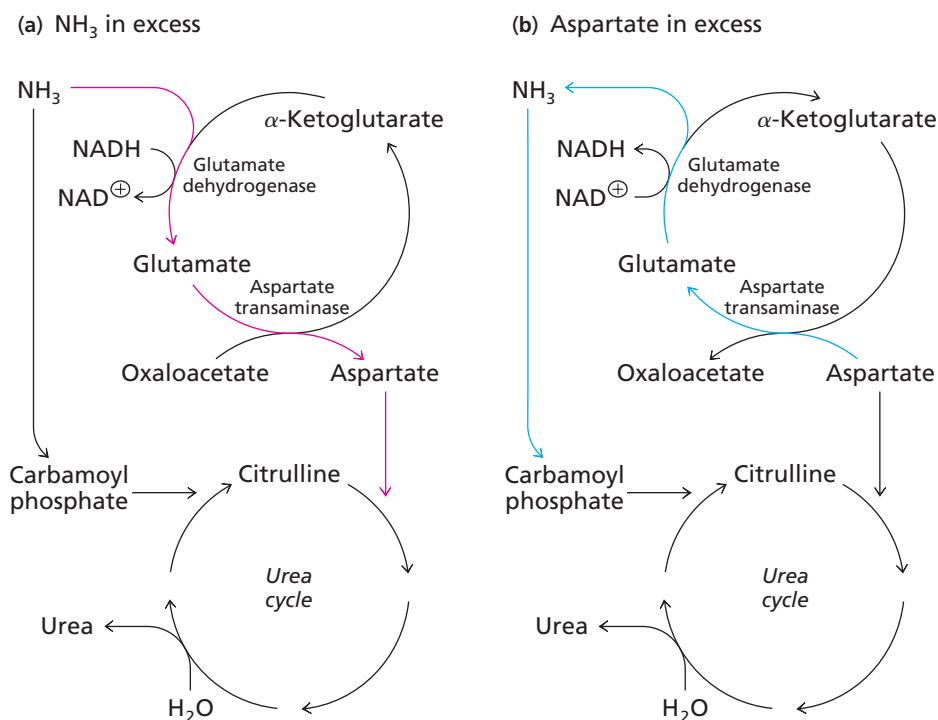 (a) NH₃ in excess
NH₃
α-Ketoglutarate
NADH
NAD⊕
Glutamate
dehydrogenase
Glutamate
Aspartate
transaminase
Oxaloacetate
Aspartate
Carbamoyl
phosphate
Citrulline
Urea
cycle
Urea
H₂O
(b) Aspartate in excess
NH₃
α-Ketoglutarate
NADH
NAD⊕
Glutamate
dehydrogenase
Glutamate
Aspartate
transaminase
Oxaloacetate
Aspartate
Carbamoyl
phosphate
Citrulline
Urea
cycle
Urea
H₂O